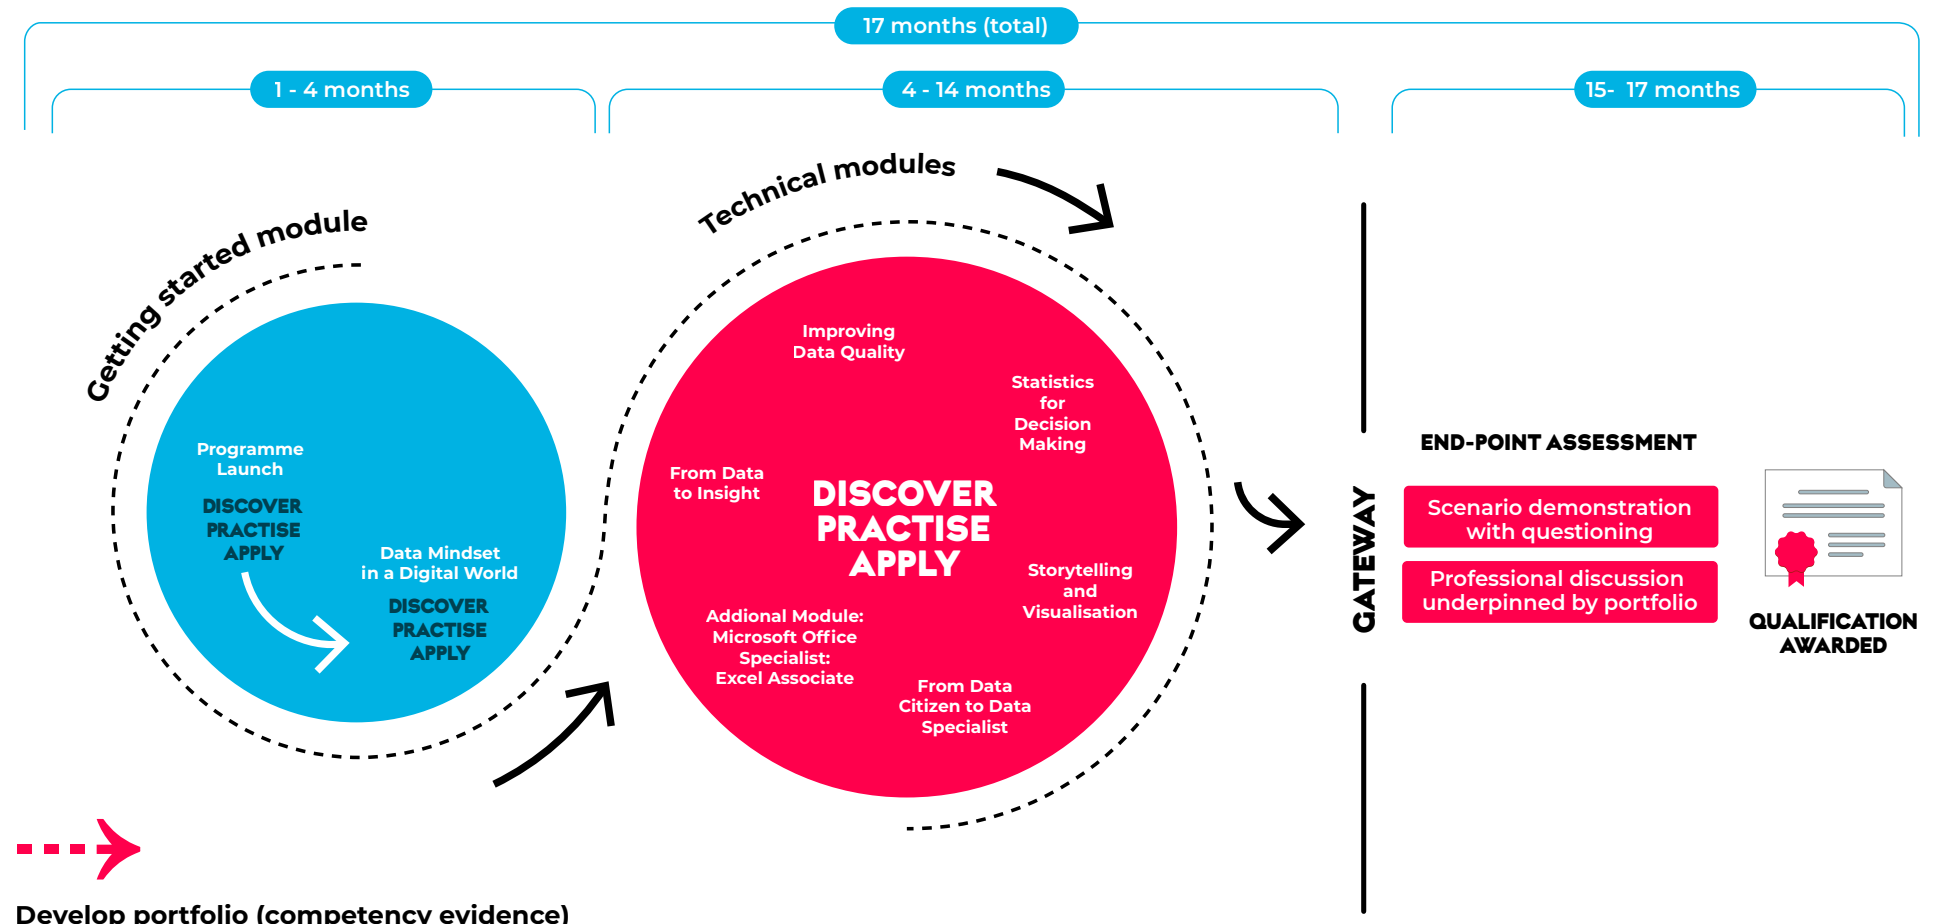 17 months (total)
1 - 4 months
4 - 14 months
15-  17 months
Getting started module
Programme
Launch
DISCOVER
PRACTISE
APPLY
Data Mindset
in a Digital World
DISCOVER
PRACTISE
APPLY
Technical modules
Improving
Data Quality
Statistics
for
Decision
Making
From Data
to Insight
DISCOVER
PRACTISE
APPLY
Storytelling
and
Visualisation
Addional Module:
Microsoft Office
Specialist:
Excel Associate
From Data
Citizen to Data
Specialist
GATEWAY
END-POINT ASSESSMENT
Scenario demonstration
with questioning
Professional discussion
underpinned by portfolio
QUALIFICATION
AWARDED
Develop portfolio (competency evidence)